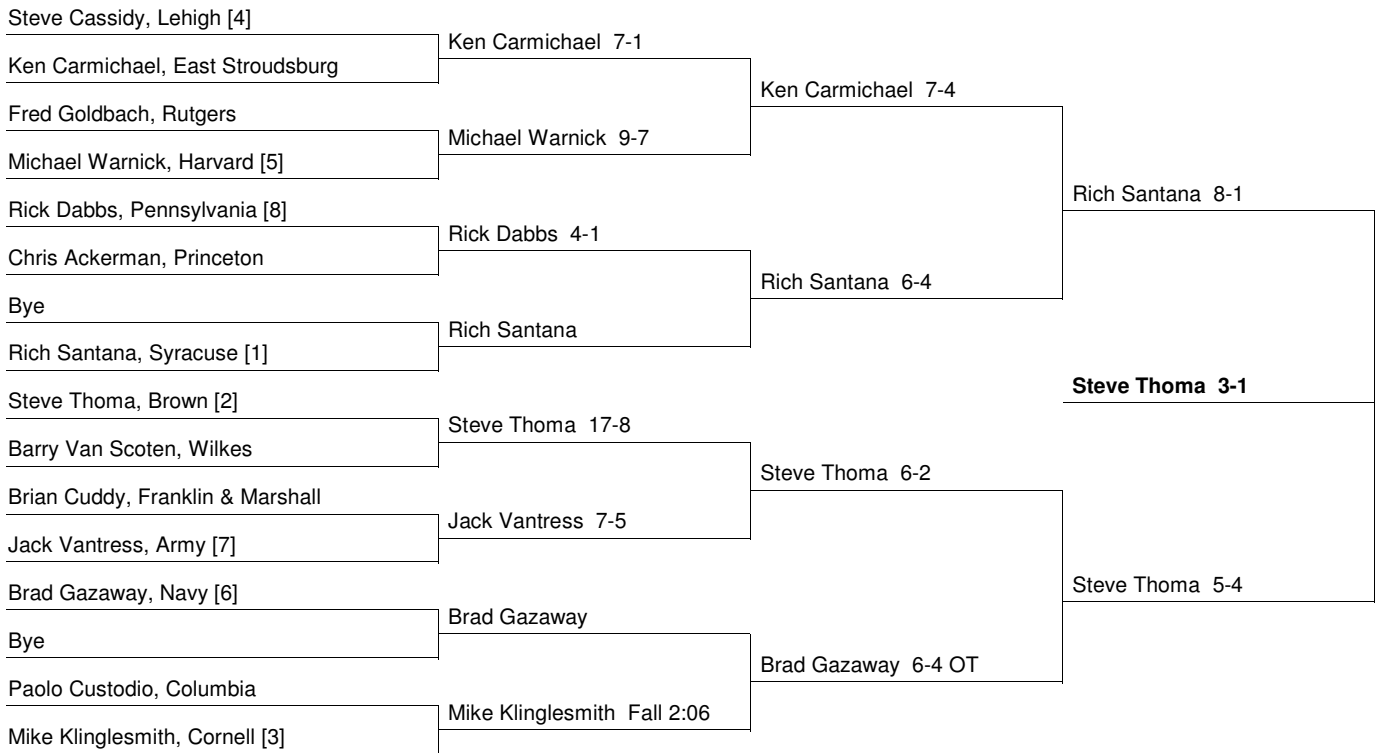 Steve Cassidy, Lehigh [4]
Ken Carmichael, East Stroudsburg
Fred Goldbach, Rutgers
Michael Warnick, Harvard [5]
Rick Dabbs, Pennsylvania [8]
Chris Ackerman, Princeton
Bye
Rich Santana, Syracuse [1]
Steve Thoma, Brown [2]
Barry Van Scoten, Wilkes
Brian Cuddy, Franklin & Marshall
Jack Vantress, Army [7]
Brad Gazaway, Navy [6]
Bye
Paolo Custodio, Columbia
Mike Klinglesmith, Cornell [3]
Ken Carmichael 7-1
Michael Warnick 9-7
Rick Dabbs 4-1
Rich Santana
Steve Thoma 17-8
Jack Vantress 7-5
Brad Gazaway
Mike Klinglesmith Fall 2:06
Ken Carmichael 7-4
Rich Santana 6-4
Steve Thoma 6-2
Brad Gazaway 6-4 OT
Rich Santana 8-1
Steve Thoma 5-4
Steve Thoma 3-1